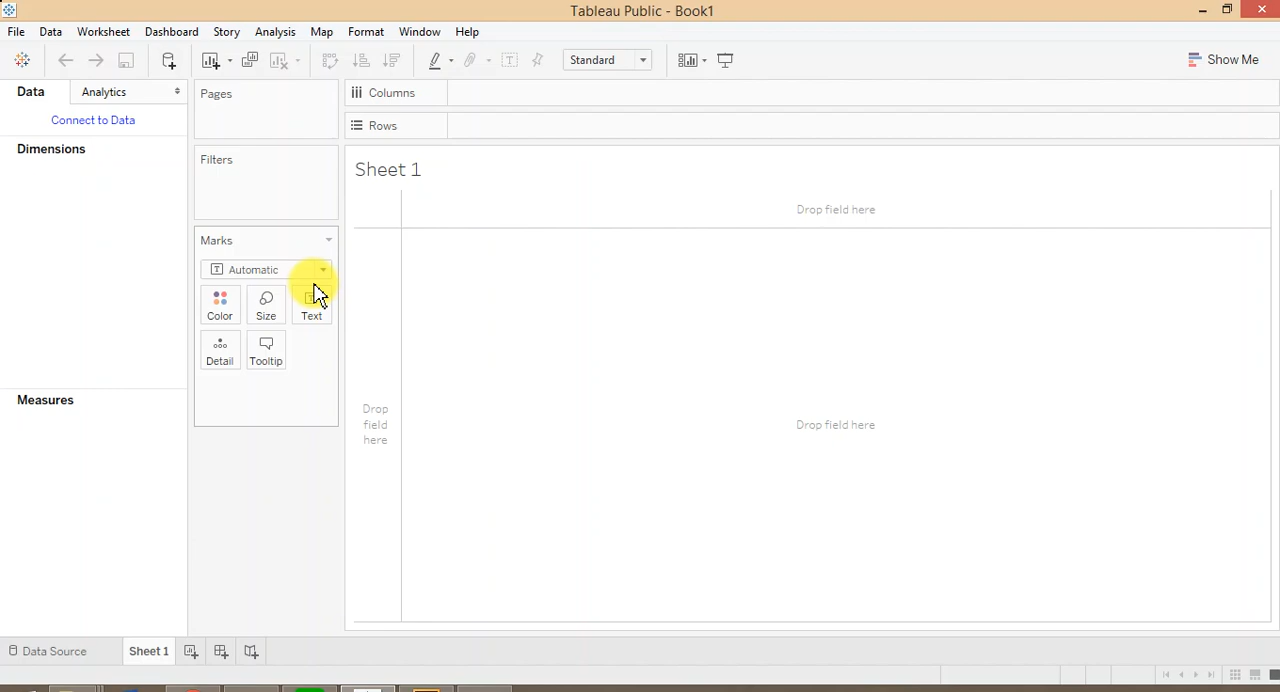 Tableau Public - Book1
File Data Worksheet Dashboard Story Analysis Map Format Window Help
Standard
Show Me
Data Analytics
Connect to Data
Dimensions
Measures
Pages
Filters
Marks
Automatic
Color Size Text
Detail Tooltip
Columns
Rows
Sheet 1
Drop field here
Drop
field
here
Drop field here
Data Source Sheet 1